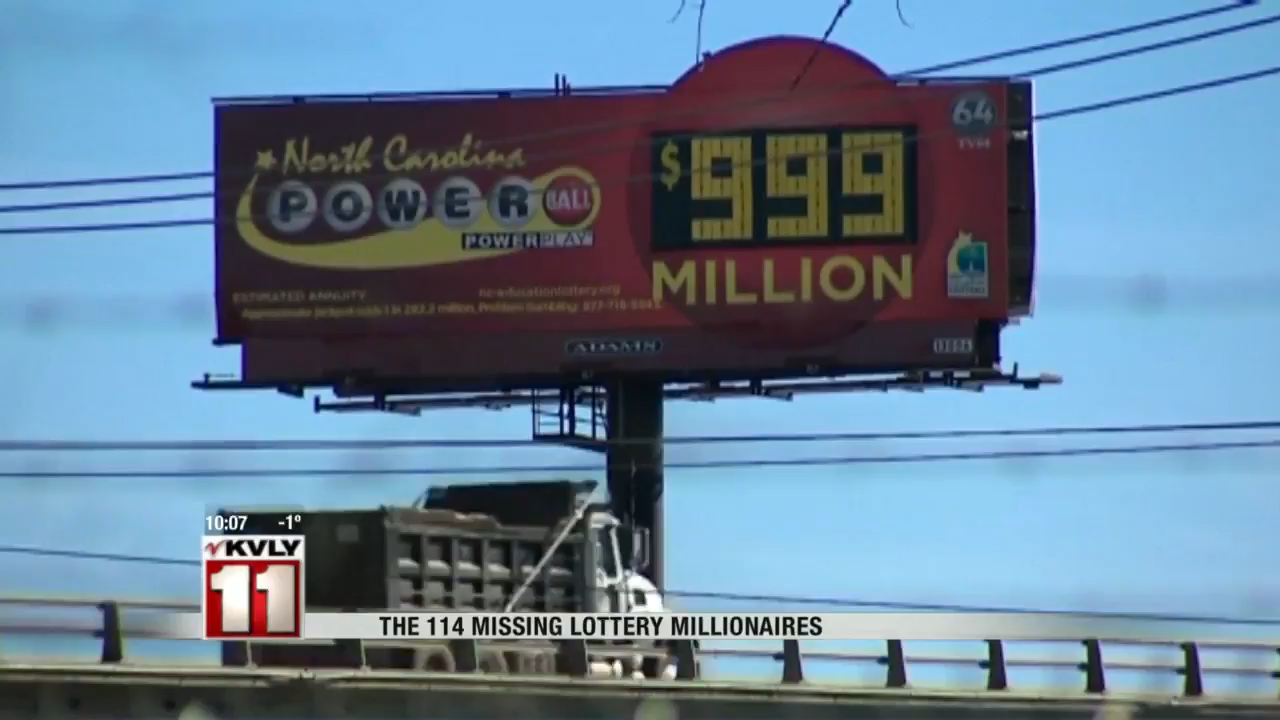 North Carolina
POWER BALL
POWERPLAY
$999
MILLION
64
ESTIMATED ANNUITY
nc-educationlottery.org
ADAMS
10:07 -1°
KVLY
11
THE 114 MISSING LOTTERY MILLIONAIRES